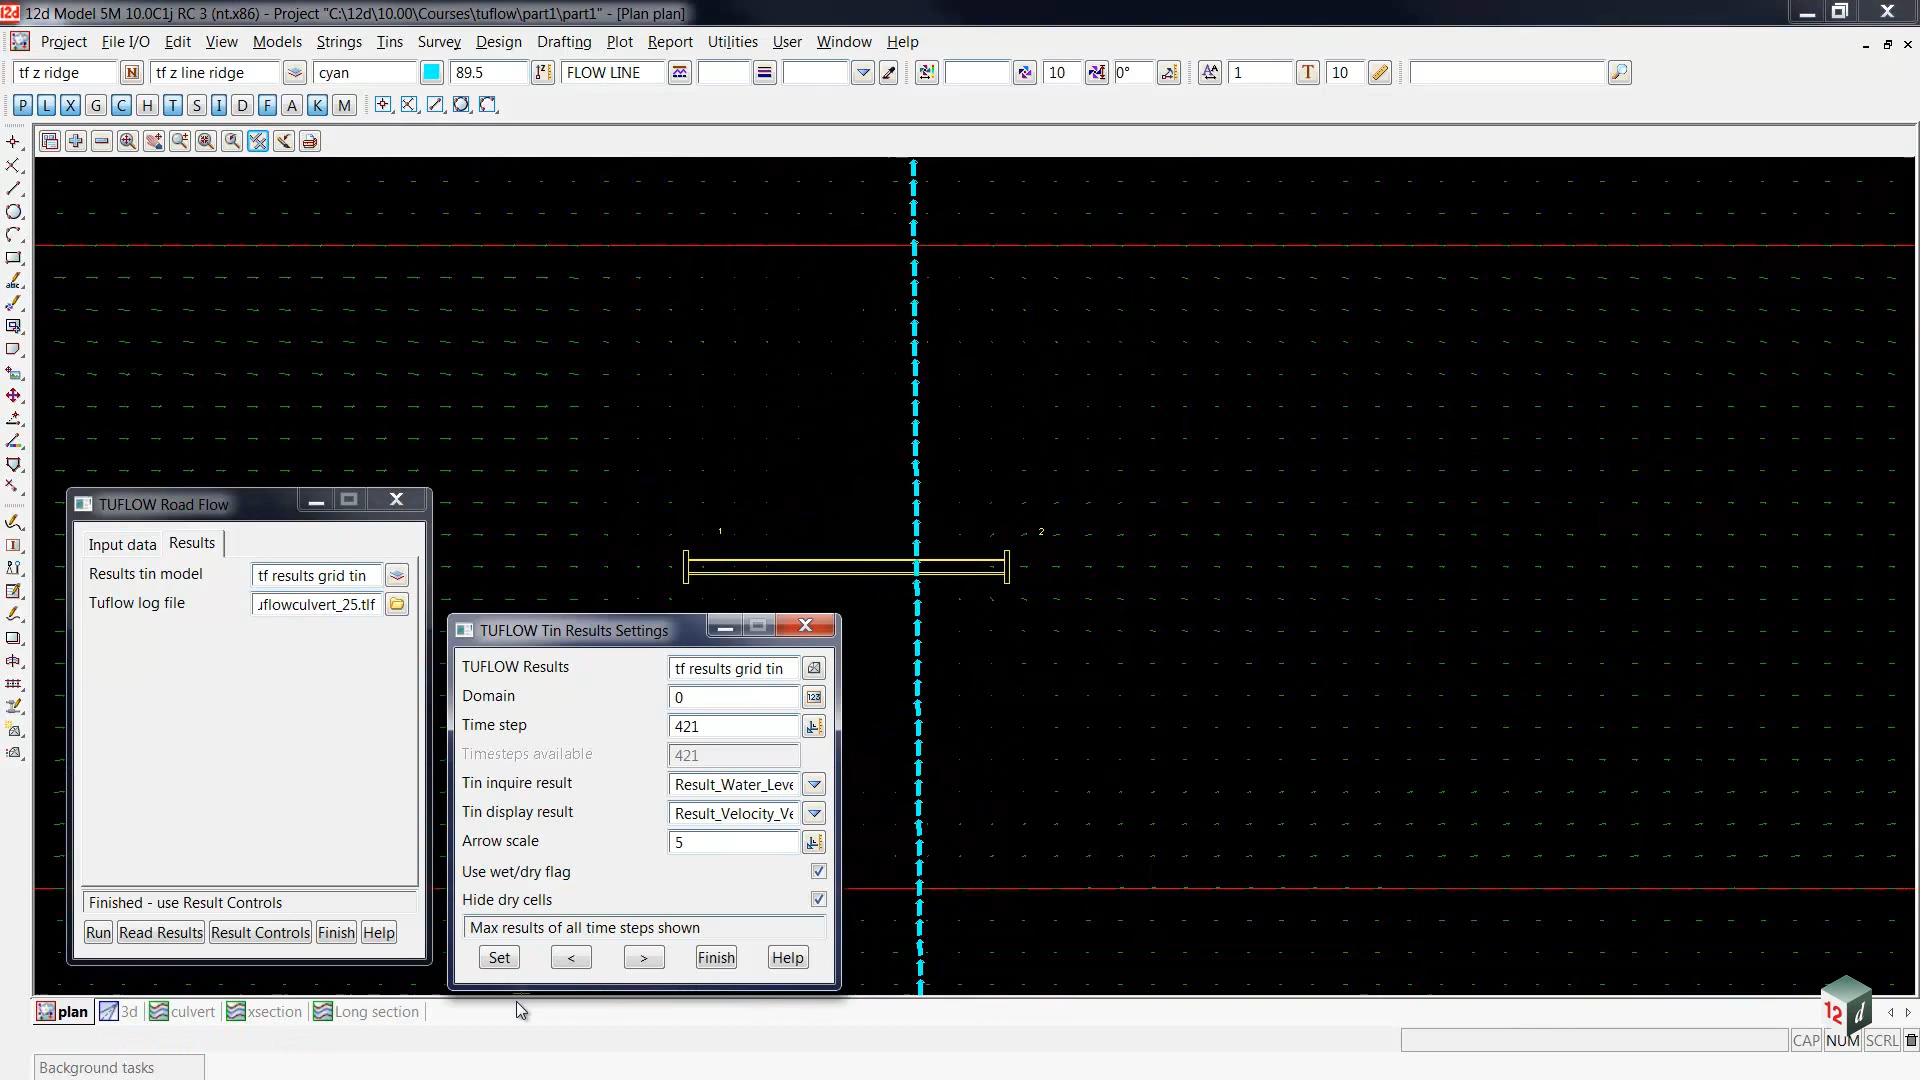 12d Model 5M 10.0C1j RC 3 (nt.x86) - Project "C:\12d\10.00\Courses\tuflow\part1\part1" - [Plan plan]
Project File I/O Edit View Models Strings Tins Survey Design Drafting Plot Report Utilities User Window Help
tf z ridge N tf z line ridge cyan 89.5 FLOW LINE 10 0° 1 T 10
P L X G C H T S I D F A K M
1 2
TUFLOW Road Flow
Input data Results
Results tin model tf results grid tin
Tuflow log file uflowculvert_25.tlf
Finished - use Result Controls
Run Read Results Result Controls Finish Help
TUFLOW Tin Results Settings
TUFLOW Results tf results grid tin
Domain 0
Time step 421
Timesteps available 421
Tin inquire result Result_Water_Leve
Tin display result Result_Velocity_Ve
Arrow scale 5
Use wet/dry flag
Hide dry cells
Max results of all time steps shown
Set < > Finish Help
plan 3d culvert xsection Long section
12 d
CAP NUM SCRL
Background tasks